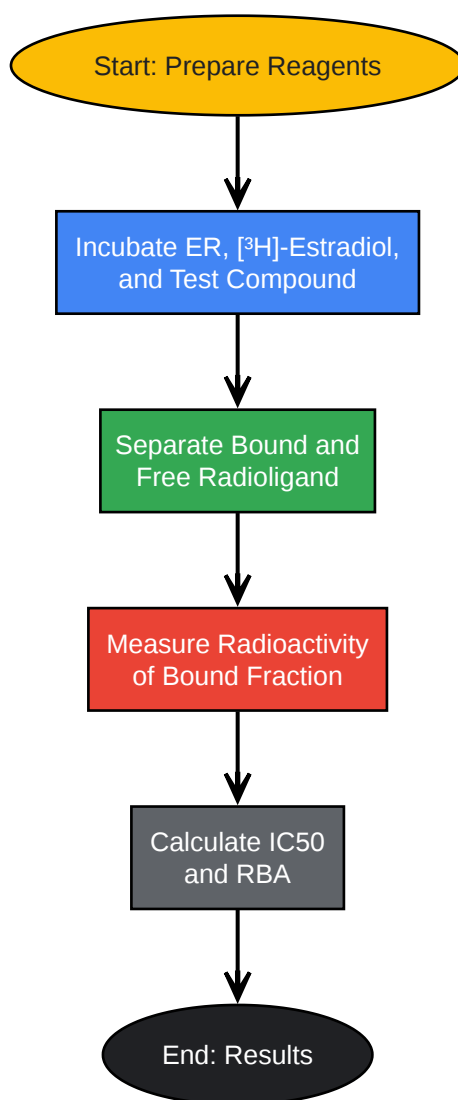 Start: Prepare Reagents
Incubate ER, [³H]-Estradiol,
and Test Compound
Separate Bound and
Free Radioligand
Measure Radioactivity
of Bound Fraction
Calculate IC50
and RBA
End: Results